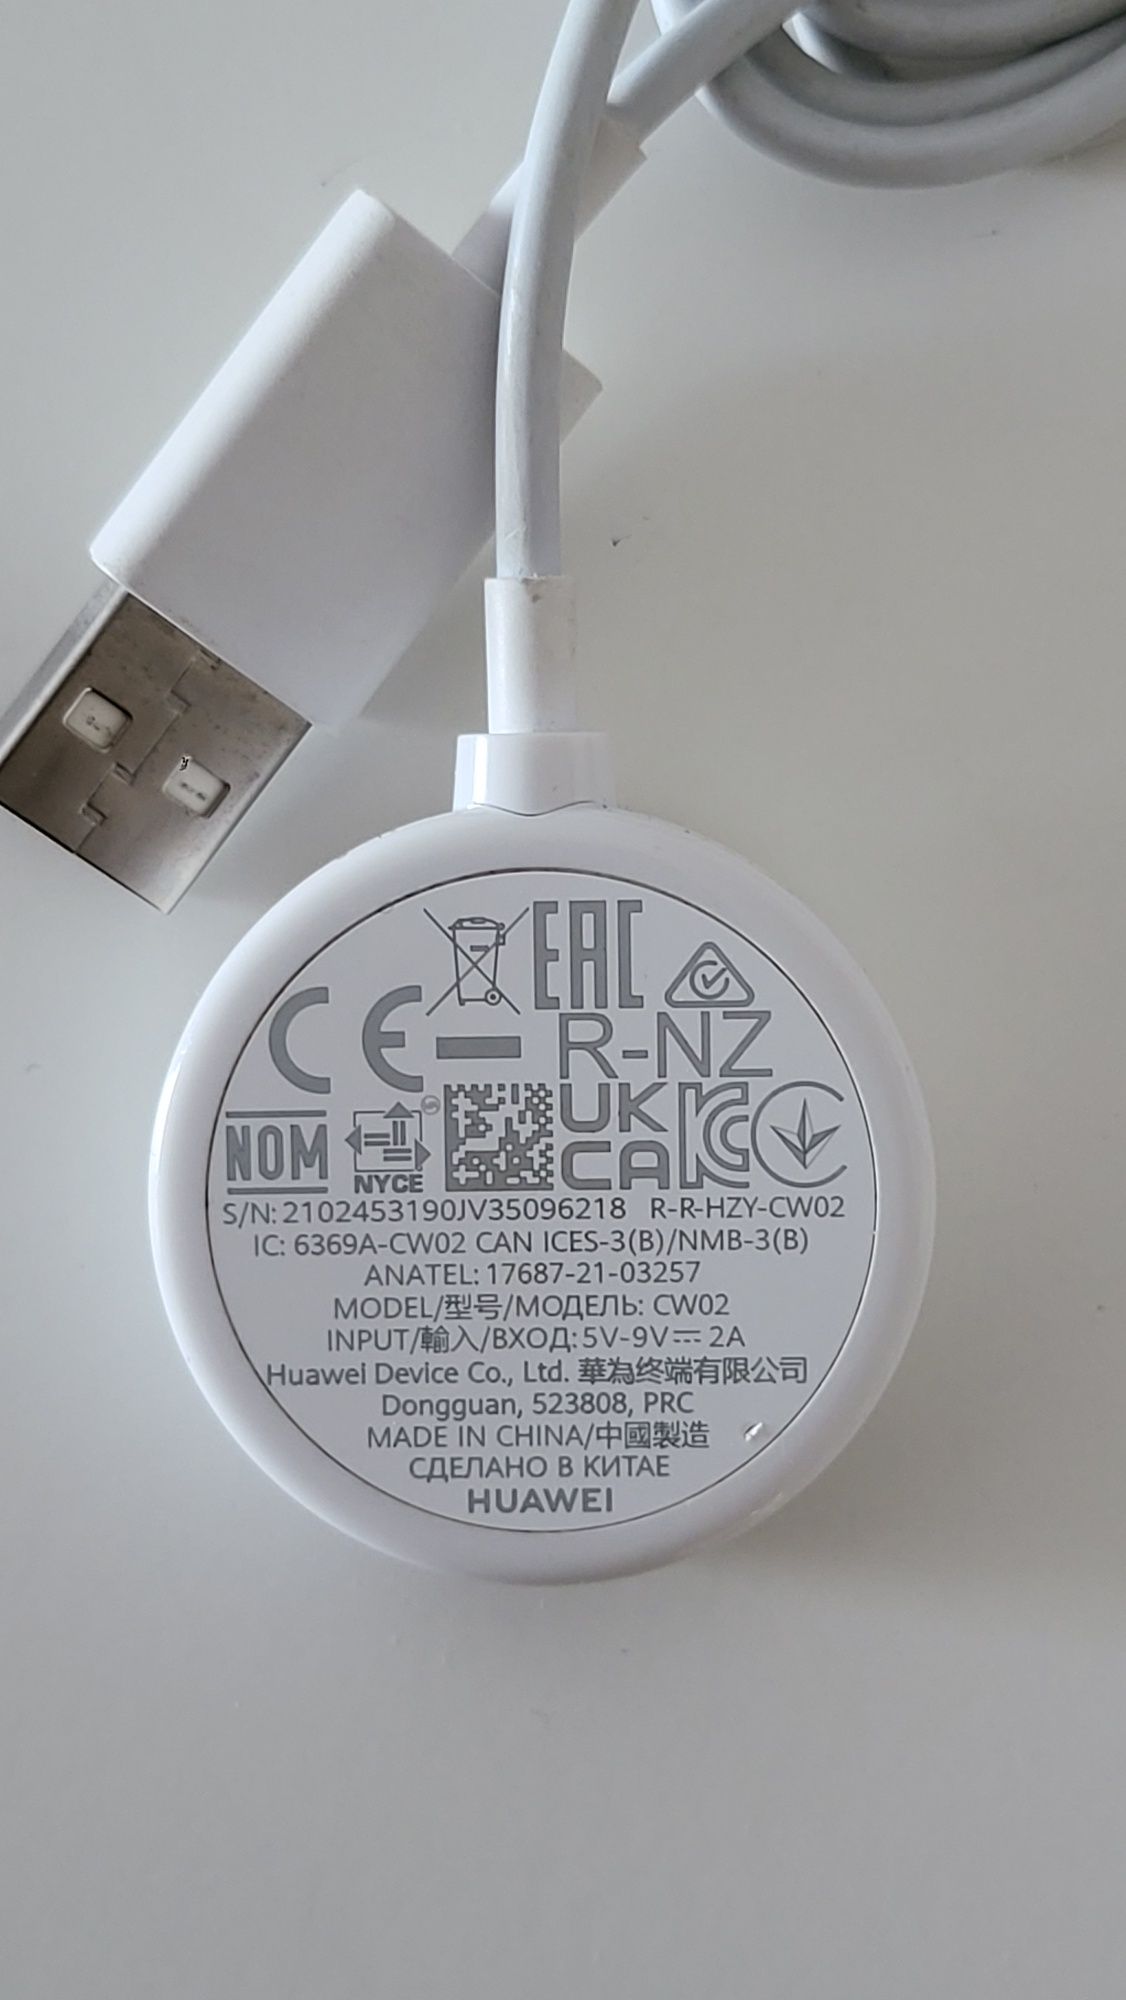 EAC
CE
R-NZ
NOM
NYCE
UK
CA
KC
S/N: 2102453190JV35096218 R-R-HZY-CW02
IC: 6369A-CW02 CAN ICES-3(B)/NMB-3(B)
ANATEL: 17687-21-03257
MODEL/型号/МОДЕЛЬ: CW02
INPUT/輸入/ВХОД: 5V-9V⎓ 2A
Huawei Device Co., Ltd. 華為终端有限公司
Dongguan, 523808, PRC
MADE IN CHINA/中國製造
СДЕЛАНО В КИТАЕ
HUAWEI